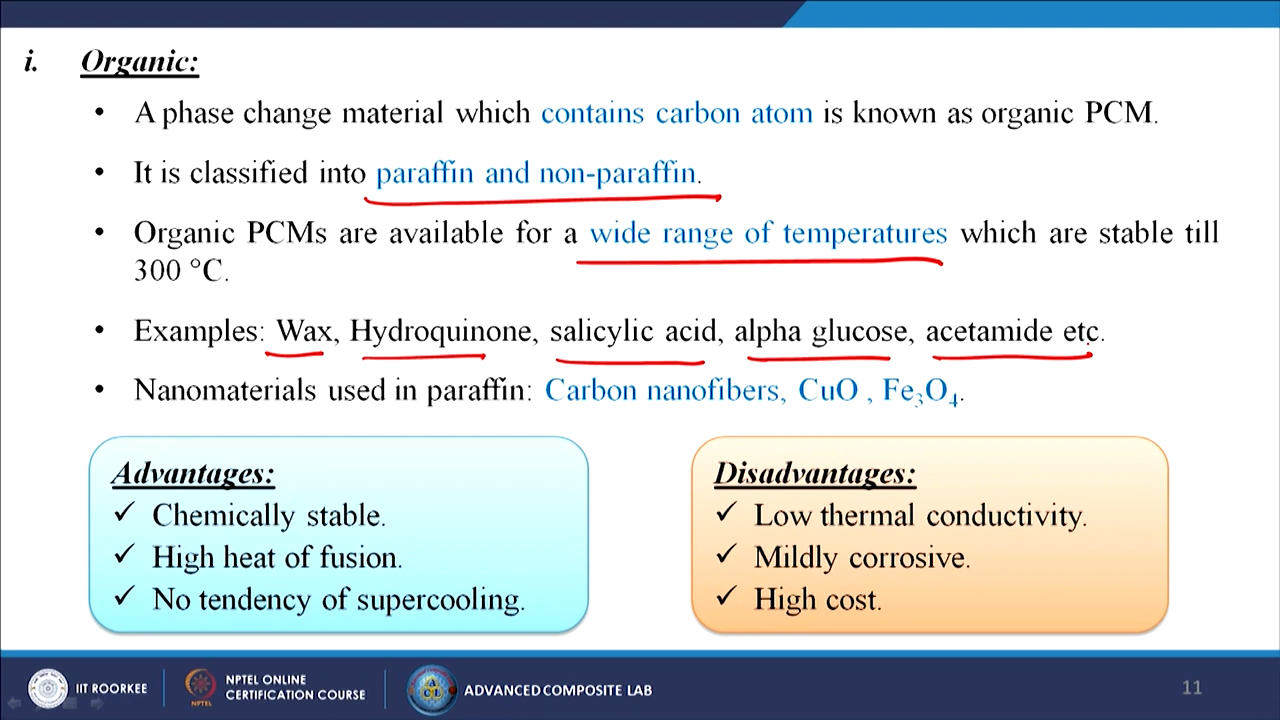 i. Organic:
• A phase change material which contains carbon atom is known as organic PCM.
• It is classified into paraffin and non-paraffin.
• Organic PCMs are available for a wide range of temperatures which are stable till
300 °C.
• Examples: Wax, Hydroquinone, salicylic acid, alpha glucose, acetamide etc.
• Nanomaterials used in paraffin: Carbon nanofibers, CuO , Fe₃O₄.
Advantages:
✓ Chemically stable.
✓ High heat of fusion.
✓ No tendency of supercooling.
Disadvantages:
✓ Low thermal conductivity.
✓ Mildly corrosive.
✓ High cost.
IIT ROORKEE
NPTEL
NPTEL ONLINE
CERTIFICATION COURSE
ACL
ADVANCED COMPOSITE LAB
11